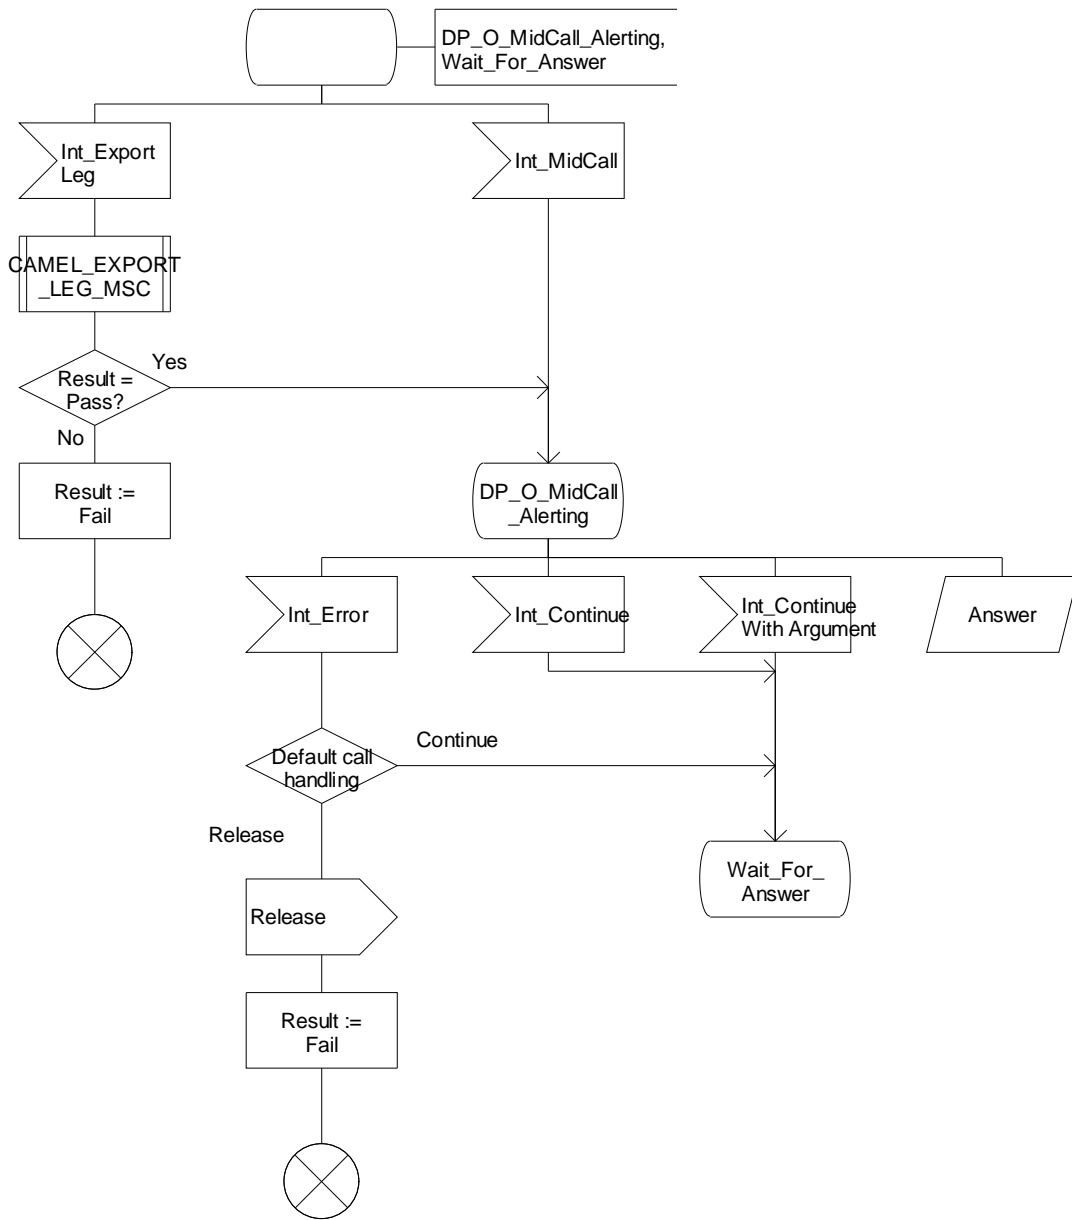 DP_O_MidCall_Alerting,
Wait_For_Answer
Int_Export
Leg
Int_MidCall
CAMEL_EXPORT
_LEG_MSC
Yes
Result =
Pass?
No
Result :=
Fail
DP_O_MidCall
_Alerting
Int_Error
Int_Continue
Int_Continue
With Argument
Answer
Continue
Default call
handling
Release
Wait_For_
Answer
Release
Result :=
Fail